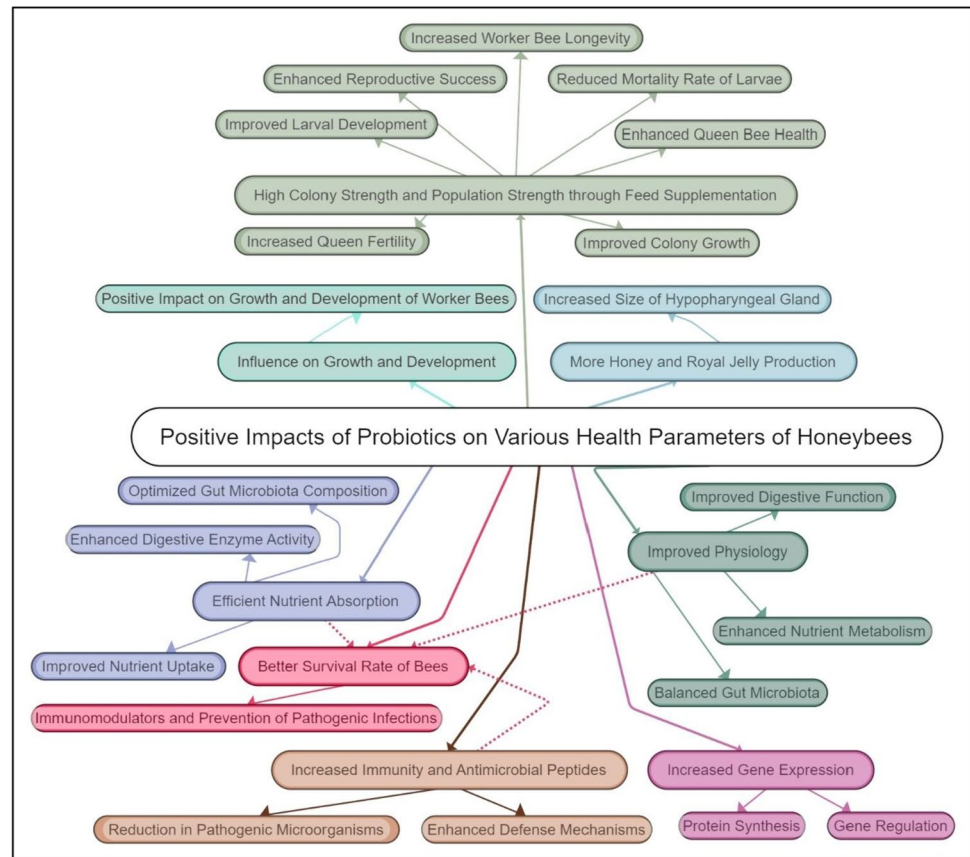 Increased Worker Bee Longevity
Enhanced Reproductive Success
Reduced Mortality Rate of Larvae
Improved Larval Development
Enhanced Queen Bee Health
High Colony Strength and Population Strength through Feed Supplementation
Increased Queen Fertility
Improved Colony Growth
Positive Impact on Growth and Development of Worker Bees
Increased Size of Hypopharyngeal Gland
Influence on Growth and Development
More Honey and Royal Jelly Production
Positive Impacts of Probiotics on Various Health Parameters of Honeybees
Optimized Gut Microbiota Composition
Improved Digestive Function
Enhanced Digestive Enzyme Activity
Improved Physiology
Efficient Nutrient Absorption
Enhanced Nutrient Metabolism
Improved Nutrient Uptake
Better Survival Rate of Bees
Balanced Gut Microbiota
Immunomodulators and Prevention of Pathogenic Infections
Increased Immunity and Antimicrobial Peptides
Increased Gene Expression
Reduction in Pathogenic Microorganisms
Enhanced Defense Mechanisms
Protein Synthesis
Gene Regulation